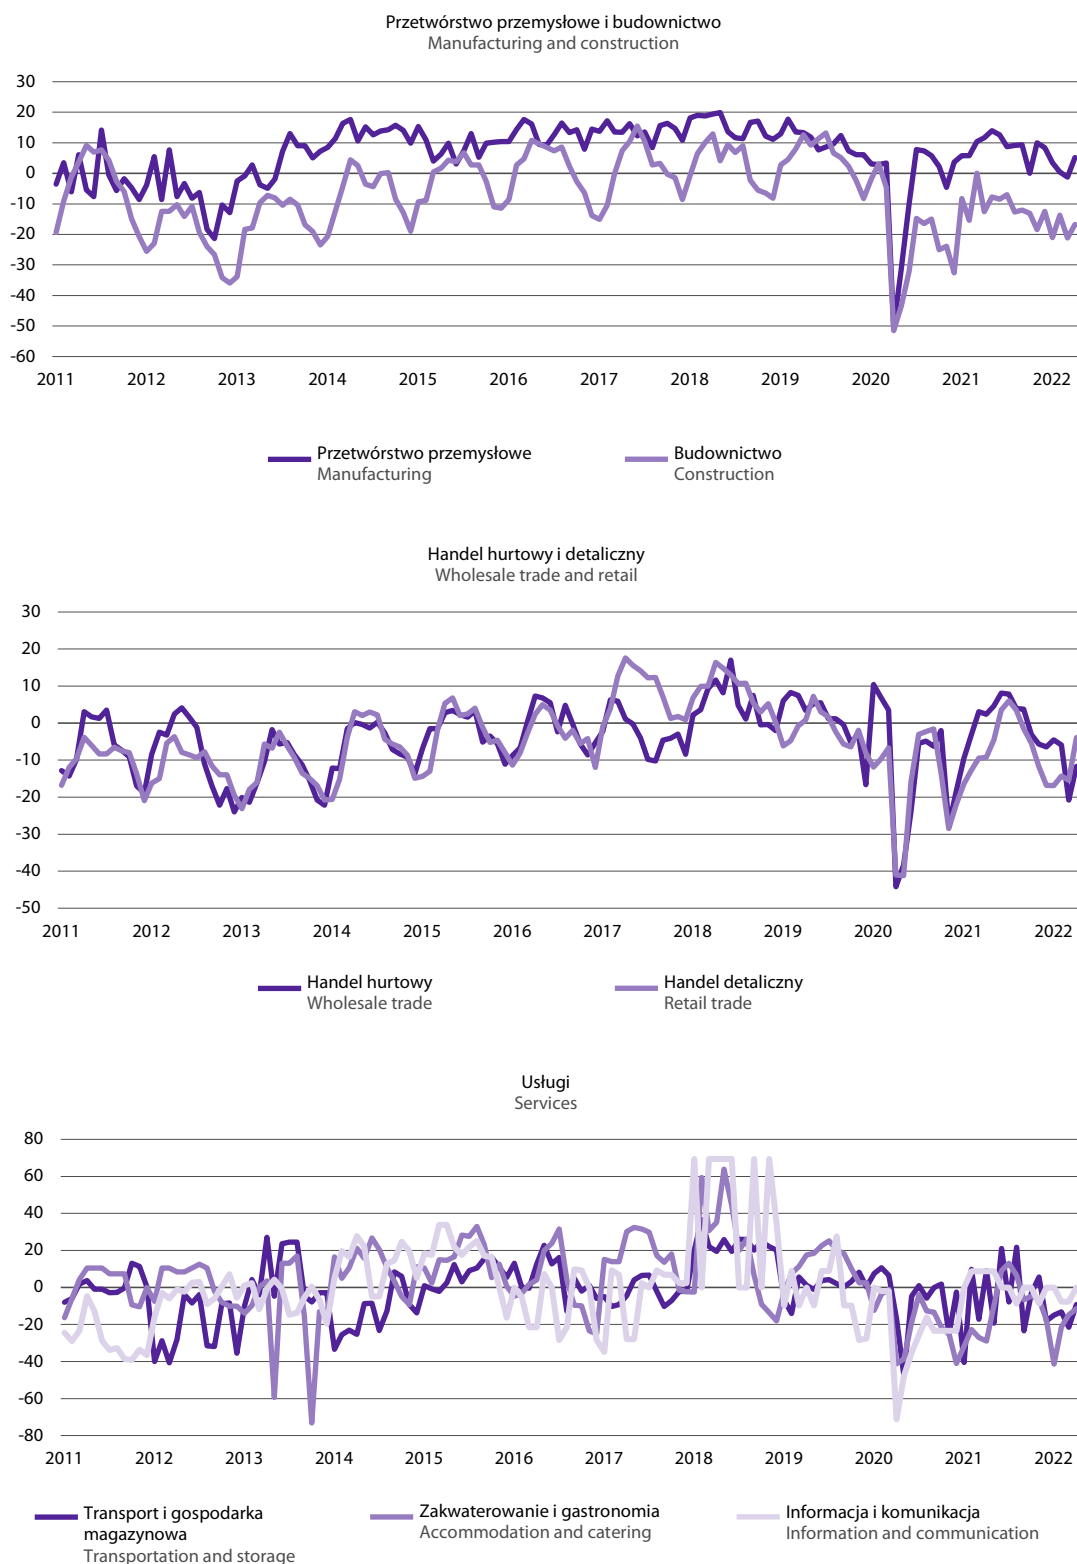 Przetwórstwo przemysłowe i budownictwo
Manufacturing and construction
30
20
10
0
-10
-20
-30
-40
-50
-60
2011 2012 2013 2014 2015 2016 2017 2018 2019 2020 2021 2022
Przetwórstwo przemysłowe Budownictwo
Manufacturing Construction
Handel hurtowy i detaliczny
Wholesale trade and retail
30
20
10
0
-10
-20
-30
-40
-50
2011 2012 2013 2014 2015 2016 2017 2018 2019 2020 2021 2022
Handel hurtowy Handel detaliczny
Wholesale trade Retail trade
Usługi
Services
80
60
40
20
0
-20
-40
-60
-80
2011 2012 2013 2014 2015 2016 2017 2018 2019 2020 2021 2022
Transport i gospodarka Zakwaterowanie i gastronomia Informacja i komunikacja
magazynowa Accommodation and catering Information and communication
Transportation and storage